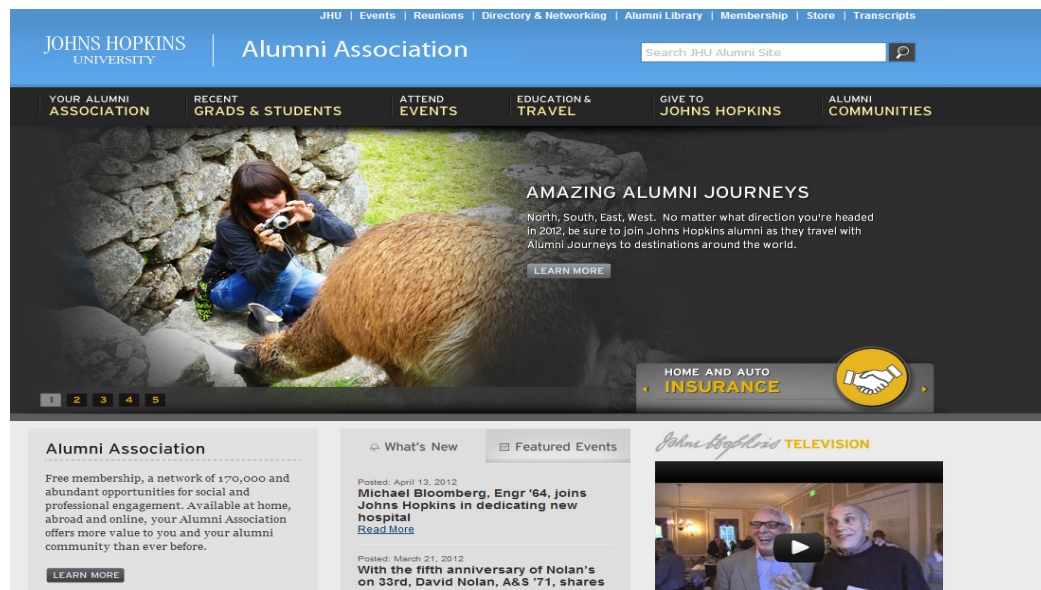 JHU | Events | Reunions | Directory & Networking | Alumni Library | Membership | Store | Transcripts
JOHNS HOPKINS
UNIVERSITY
Alumni Association
Search JHU Alumni Site
YOUR ALUMNI
ASSOCIATION
RECENT
GRADS & STUDENTS
ATTEND
EVENTS
EDUCATION &
TRAVEL
GIVE TO
JOHNS HOPKINS
ALUMNI
COMMUNITIES
AMAZING ALUMNI JOURNEYS
North, South, East, West. No matter what direction you're headed
in 2012, be sure to join Johns Hopkins alumni as they travel with
Alumni Journeys to destinations around the world.
LEARN MORE
HOME AND AUTO
INSURANCE
1 2 3 4 5
Alumni Association
Free membership, a network of 170,000 and
abundant opportunities for social and
professional engagement. Available at home,
abroad and online, your Alumni Association
offers more value to you and your alumni
community than ever before.
LEARN MORE
What's New
Featured Events
Posted: April 13, 2012
Michael Bloomberg, Engr '64, joins
Johns Hopkins in dedicating new
hospital
Read More
Posted: March 21, 2012
With the fifth anniversary of Nolan's
on 33rd, David Nolan, A&S '71, shares
Johns Hopkins TELEVISION